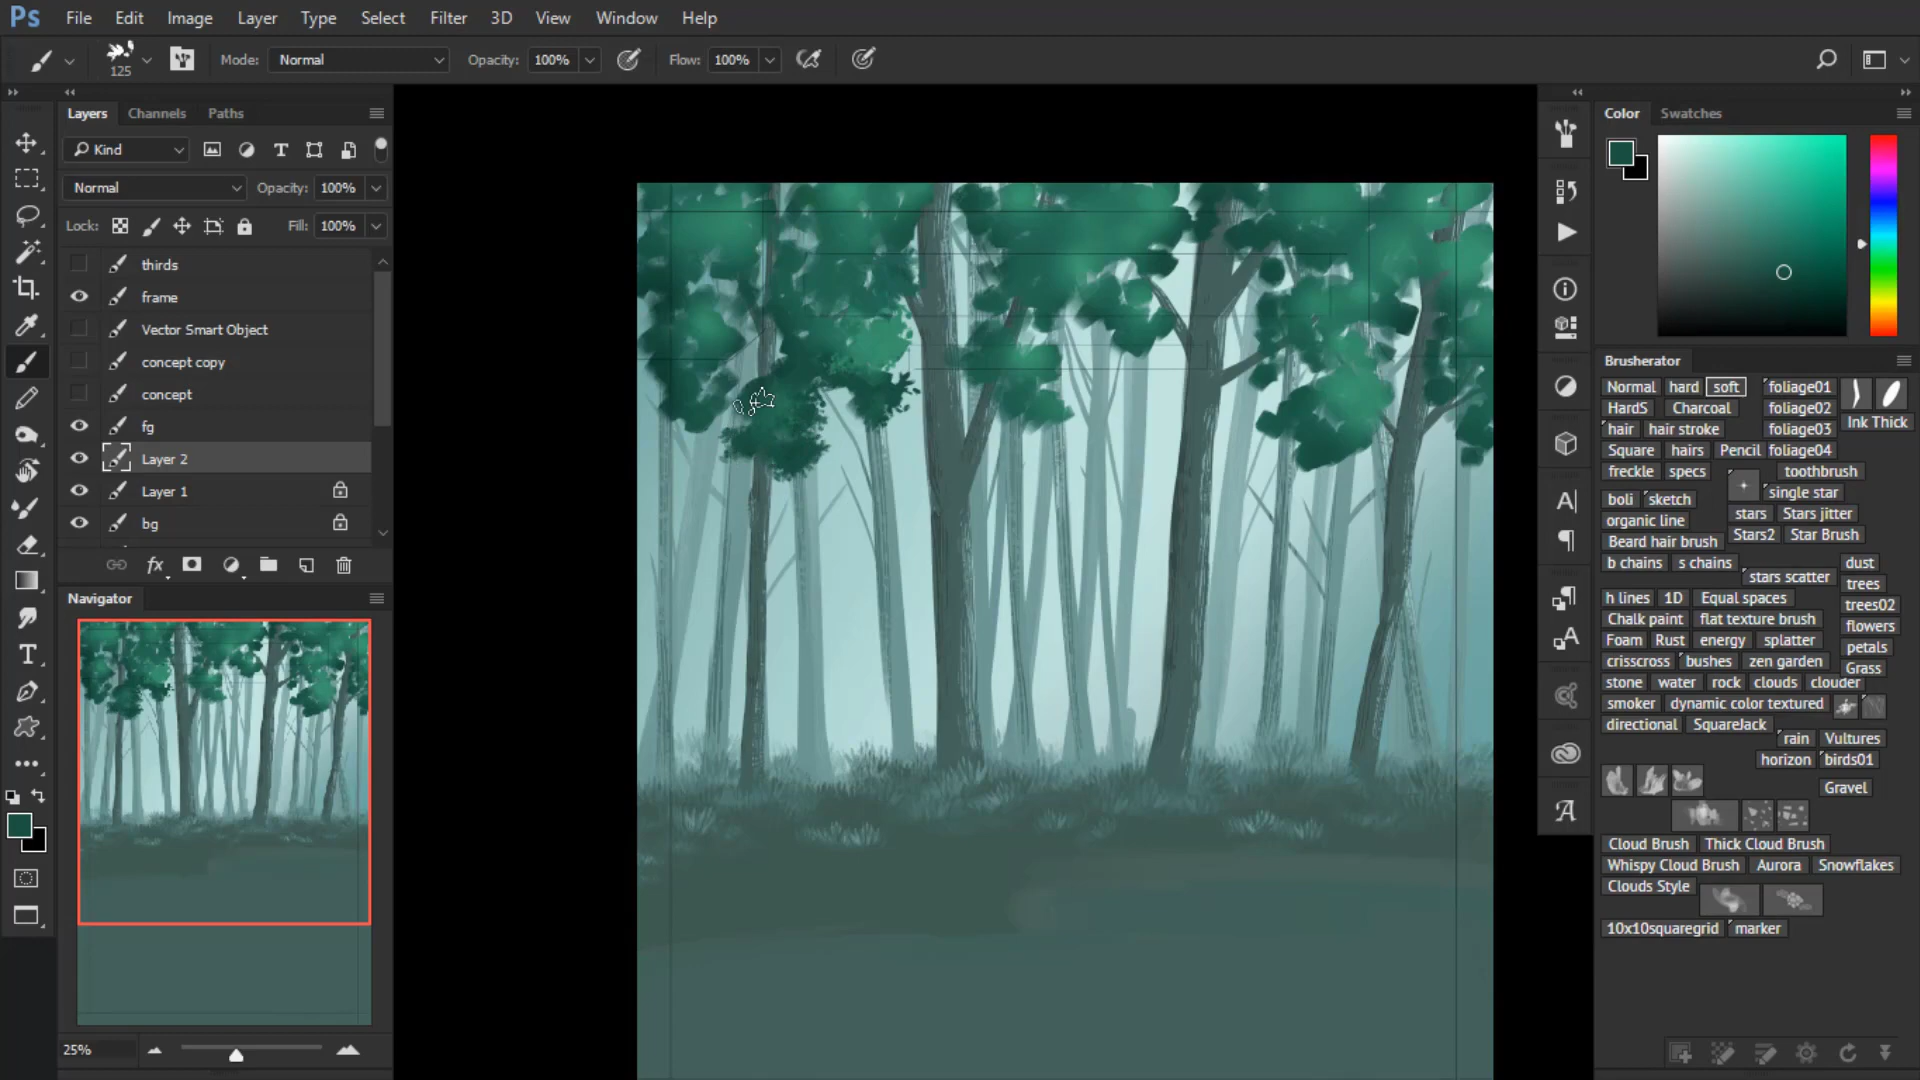 Ps File Edit Image Layer Type Select Filter 3D View Window Help
125 Mode: Normal Opacity: 100% Flow: 100%
Layers Channels Paths
Kind
Normal Opacity: 100%
Lock: Fill: 100%
thirds
frame
Vector Smart Object
concept copy
concept
fg
Layer 2
Layer 1
bg
fx
Navigator
25%
Color Swatches
Brusherator
Normal hard soft foliage01
HardS Charcoal foliage02
hair hair stroke foliage03 Ink Thick
Square hairs Pencil foliage04
freckle specs toothbrush
boli sketch single star
organic line stars Stars jitter
Beard hair brush Stars2 Star Brush
b chains s chains dust
stars scatter trees
h lines 1D Equal spaces trees02
Chalk paint flat texture brush flowers
Foam Rust energy splatter petals
crisscross bushes zen garden Grass
stone water rock clouds clouder
smoker dynamic color textured
directional SquareJack
rain Vultures
horizon birds01
Gravel
Cloud Brush Thick Cloud Brush
Whispy Cloud Brush Aurora Snowflakes
Clouds Style
10x10squaregrid marker